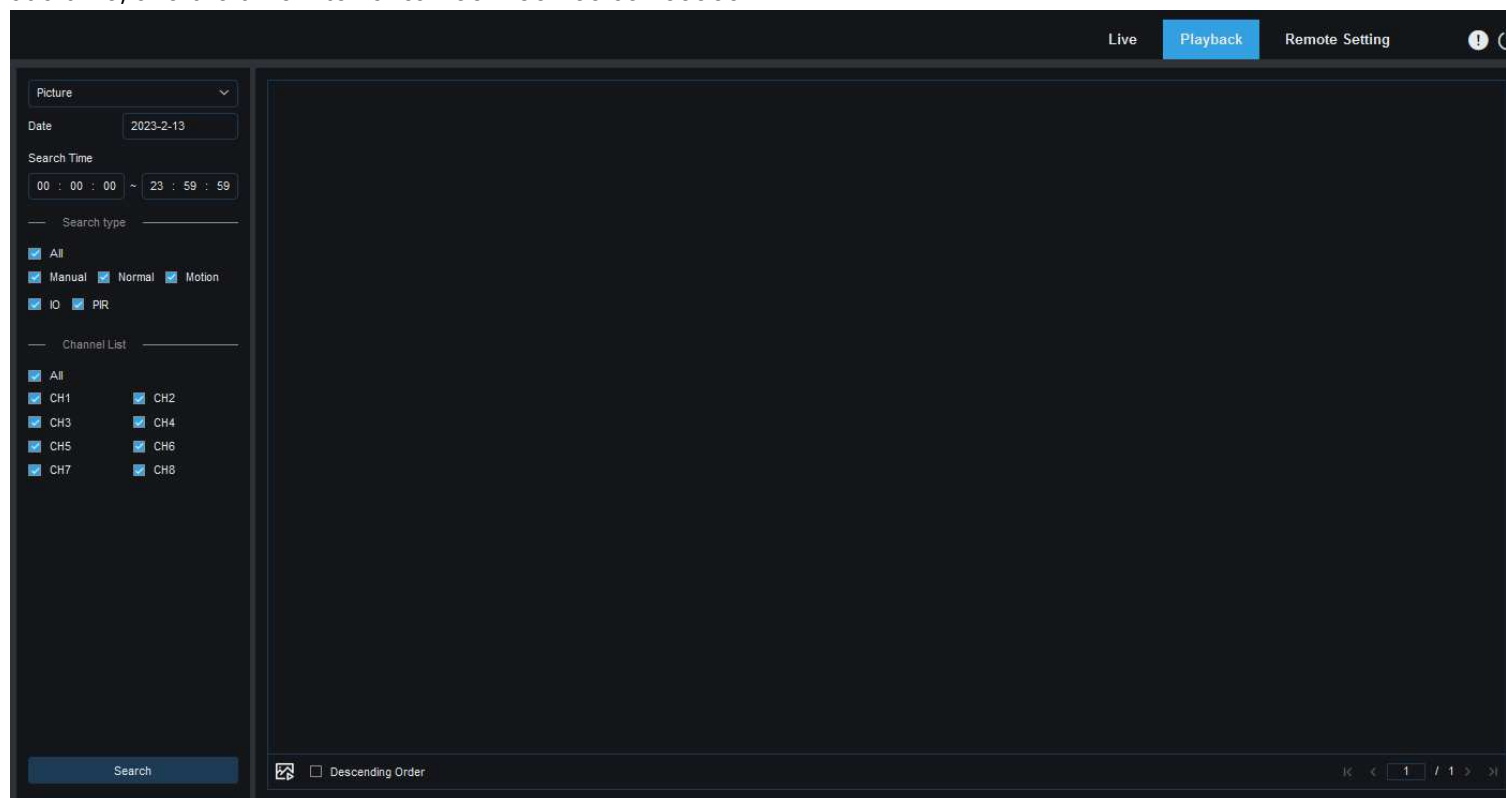 Live Playback Remote Setting
Picture
Date 2023-2-13
Search Time
00 : 00 : 00 ~ 23 : 59 : 59
Search type
All
Manual Normal Motion
IO PIR
Channel List
All
CH1 CH2
CH3 CH4
CH5 CH6
CH7 CH8
Search
Descending Order
1 / 1